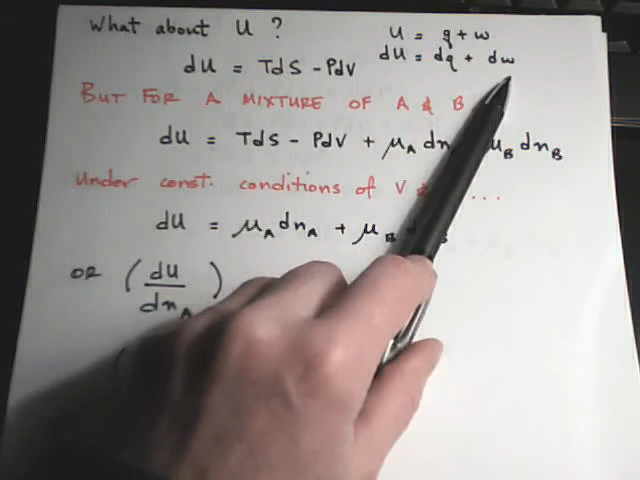 What about U ?
U = q + w
dU = dq + dw
dU = TdS - PdV
BUT FOR A MIXTURE OF A & B
dU = TdS - PdV + μA dn μB dnB
Under const. conditions of V ...
dU = μA dnA + μB
OR (dU/dnA)